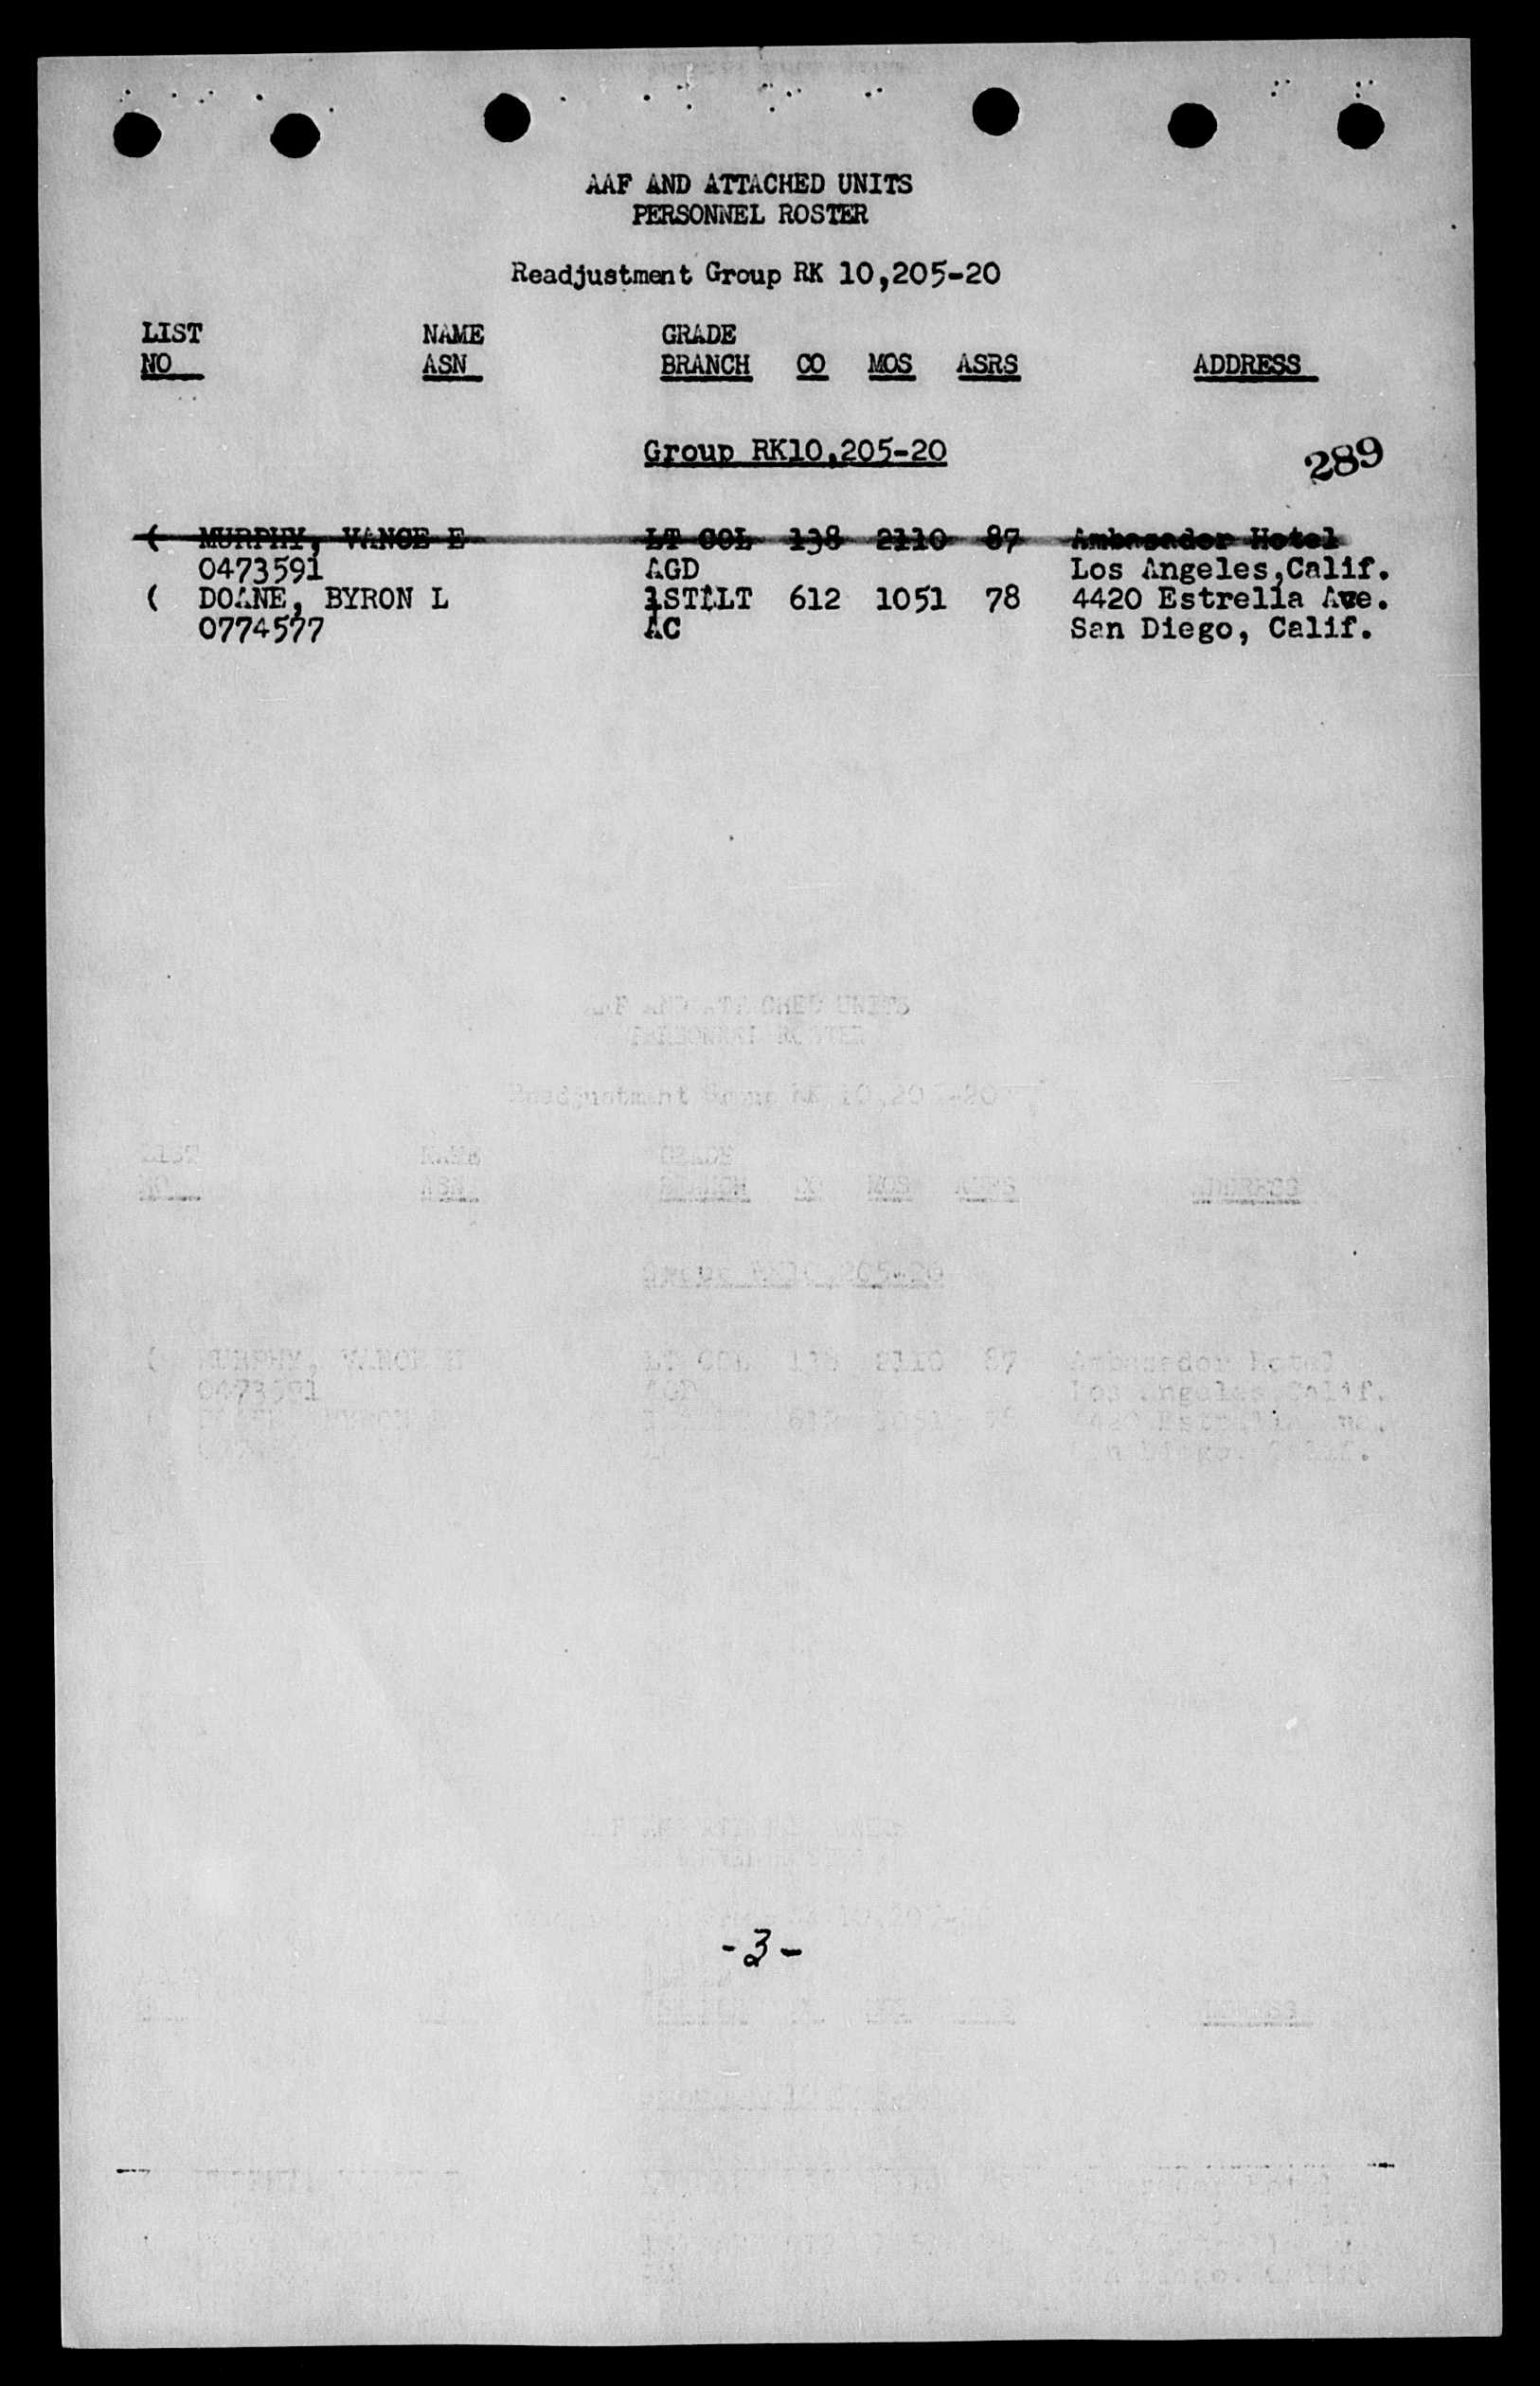 AAF AND ATTACHED UNITS
PERSONNEL ROSTER
Readjustment Group RK 10,205-20
LIST NAME GRADE
NO ASN BRANCH CO MOS ASRS ADDRESS
Group RK10,205-20
289
( MURPHY, VANCE E LT COL 138 2110 87 Ambasador Hotel
0473591 AGD Los Angeles,Calif.
( DOANE, BYRON L 1STLT 612 1051 78 4420 Estrella Ave.
0774577 AC San Diego, Calif.
-3-